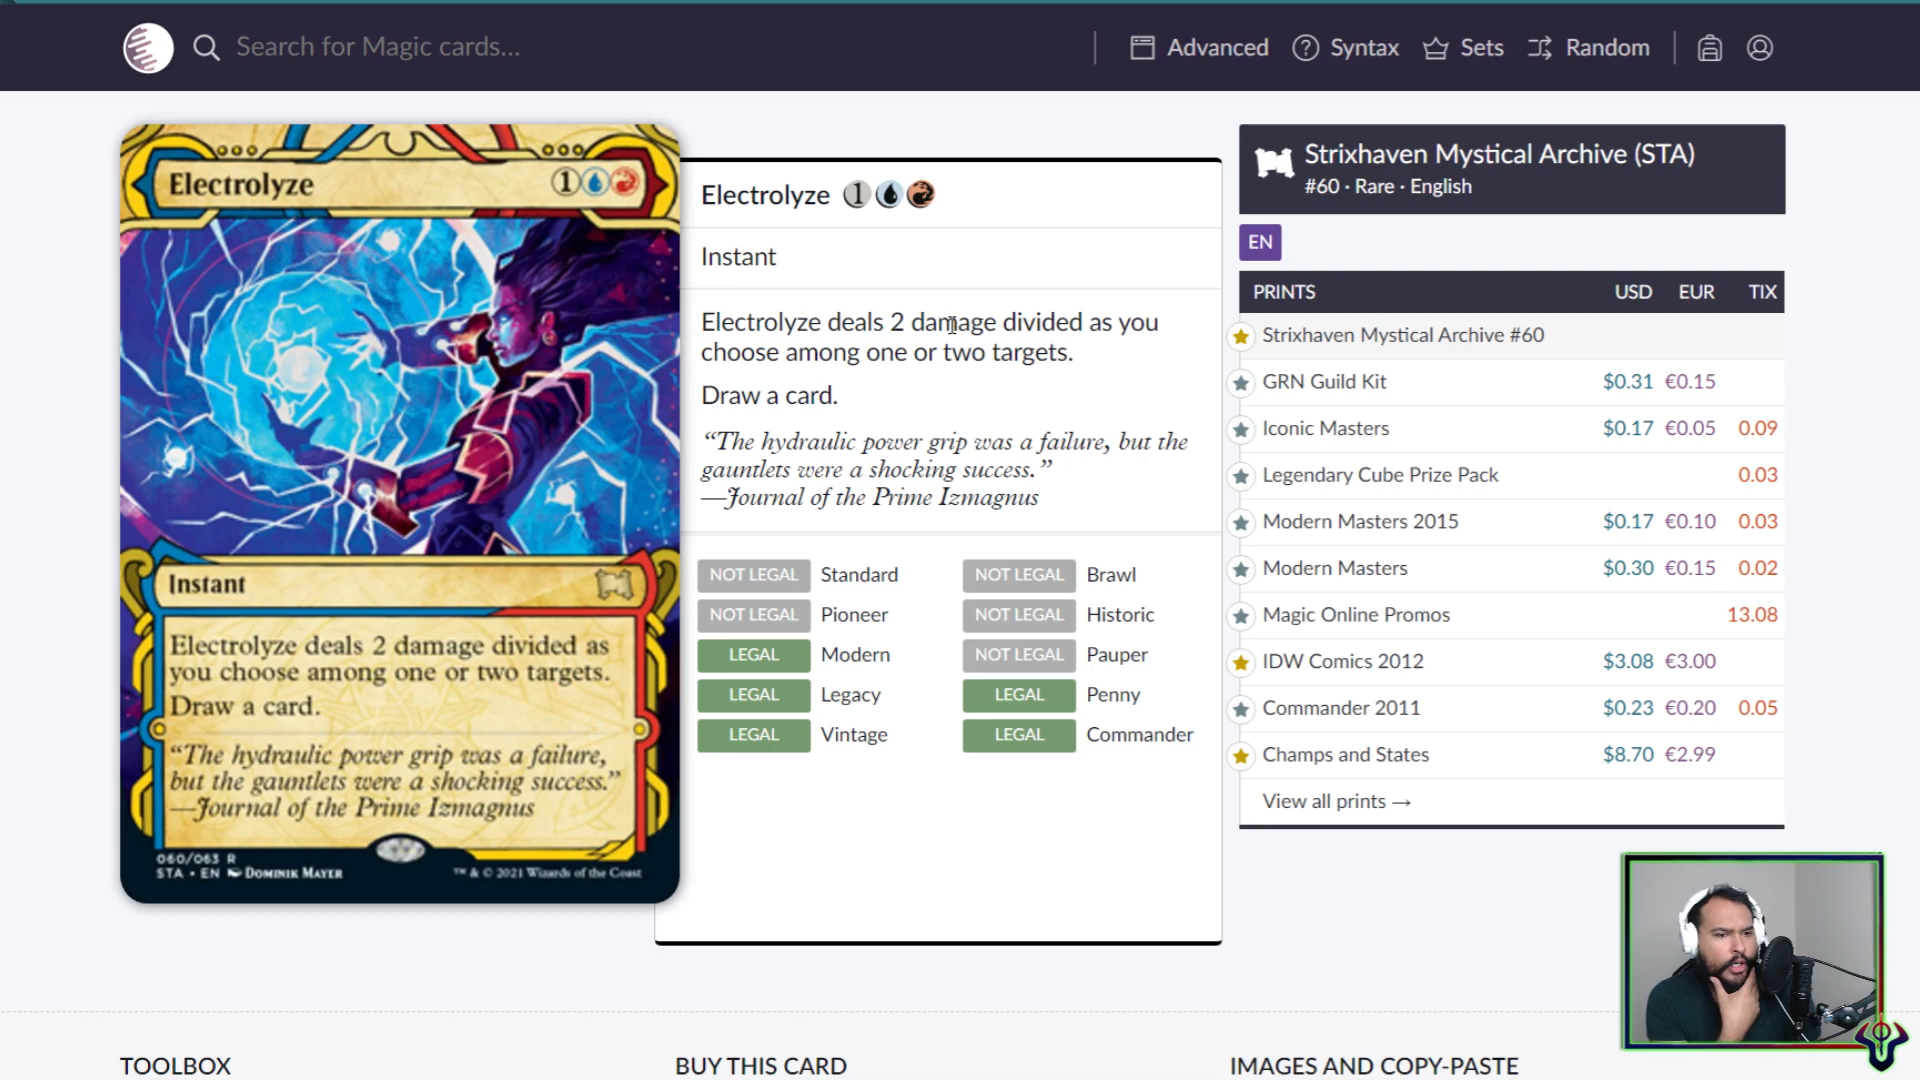 Search for Magic cards...
Advanced
Syntax
Sets
Random
Electrolyze 1
Instant
Electrolyze deals 2 damage divided as
you choose among one or two targets.
Draw a card.
“The hydraulic power grip was a failure,
but the gauntlets were a shocking success.”
—Journal of the Prime Izmagnus
060/063 R
STA • EN Dominik Mayer
™ & © 2021 Wizards of the Coast
Electrolyze 1
Instant
Electrolyze deals 2 damage divided as you
choose among one or two targets.
Draw a card.
“The hydraulic power grip was a failure, but the
gauntlets were a shocking success.”
—Journal of the Prime Izmagnus
NOT LEGAL Standard NOT LEGAL Brawl
NOT LEGAL Pioneer NOT LEGAL Historic
LEGAL Modern NOT LEGAL Pauper
LEGAL Legacy LEGAL Penny
LEGAL Vintage LEGAL Commander
Strixhaven Mystical Archive (STA)
#60 · Rare · English
EN
PRINTS USD EUR TIX
Strixhaven Mystical Archive #60
GRN Guild Kit $0.31 €0.15
Iconic Masters $0.17 €0.05 0.09
Legendary Cube Prize Pack 0.03
Modern Masters 2015 $0.17 €0.10 0.03
Modern Masters $0.30 €0.15 0.02
Magic Online Promos 13.08
IDW Comics 2012 $3.08 €3.00
Commander 2011 $0.23 €0.20 0.05
Champs and States $8.70 €2.99
View all prints →
TOOLBOX
BUY THIS CARD
IMAGES AND COPY-PASTE